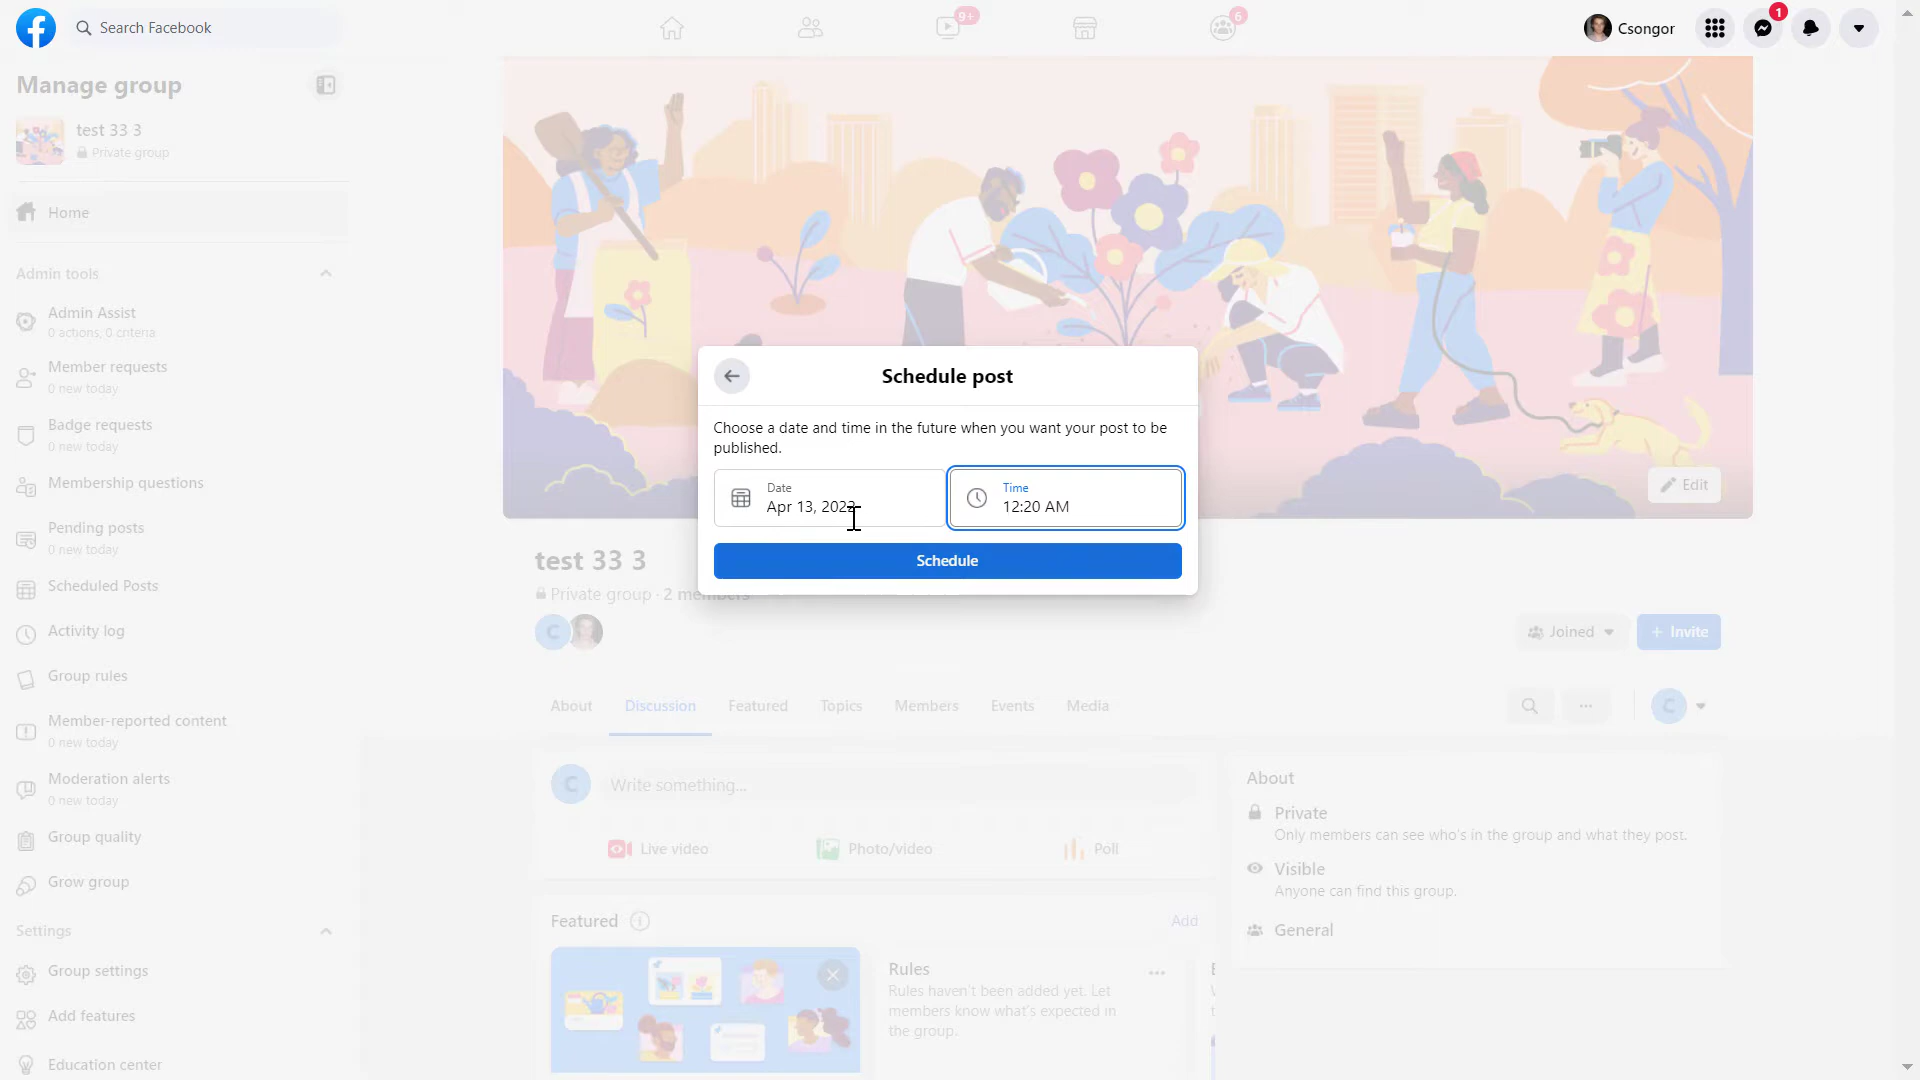 Search Facebook
9+
6
Csongor
1
Manage group
test 33 3
Private group
Home
Admin tools
Admin Assist
0 actions, 0 criteria
Member requests
0 new today
Badge requests
0 new today
Membership questions
Pending posts
0 new today
Scheduled Posts
Activity log
Group rules
Member-reported content
0 new today
Moderation alerts
0 new today
Group quality
Grow group
Settings
Group settings
Add features
Education center
Edit
Schedule post
Choose a date and time in the future when you want your post to be
published.
Date
Apr 13, 2022
Time
12:20 AM
Schedule
test 33 3
Private group · 2 members
C
Joined
+ Invite
About
Discussion
Featured
Topics
Members
Events
Media
C
C
Write something...
Live video
Photo/video
Poll
Featured
Add
Rules
Rules haven't been added yet. Let
members know what's expected in
the group.
About
Private
Only members can see who's in the group and what they post.
Visible
Anyone can find this group.
General